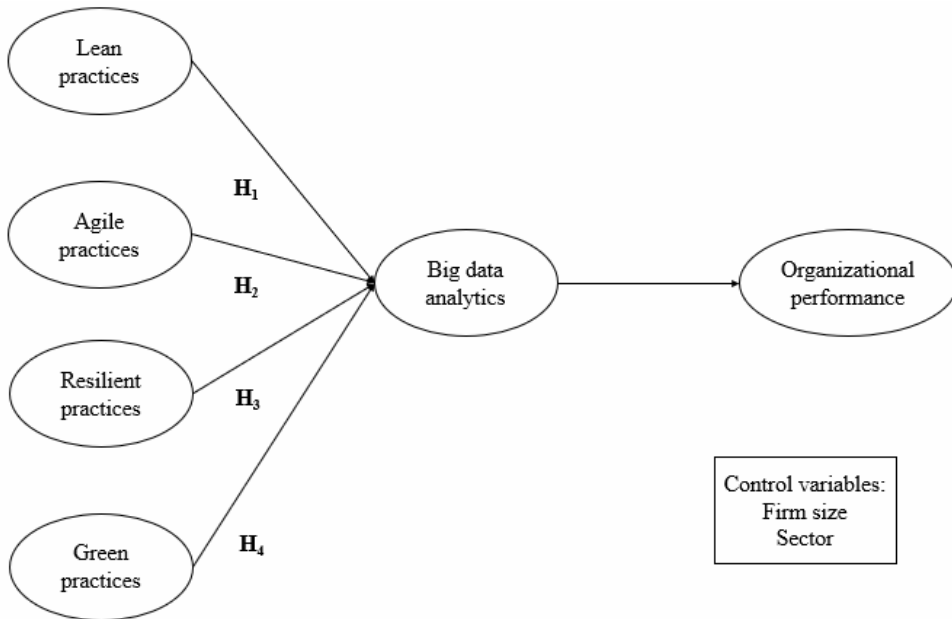 Lean
practices
H₁
Agile
practices
H₂
Big data
analytics
Organizational
performance
Resilient
practices
H₃
Control variables:
Firm size
Sector
Green
practices
H₄